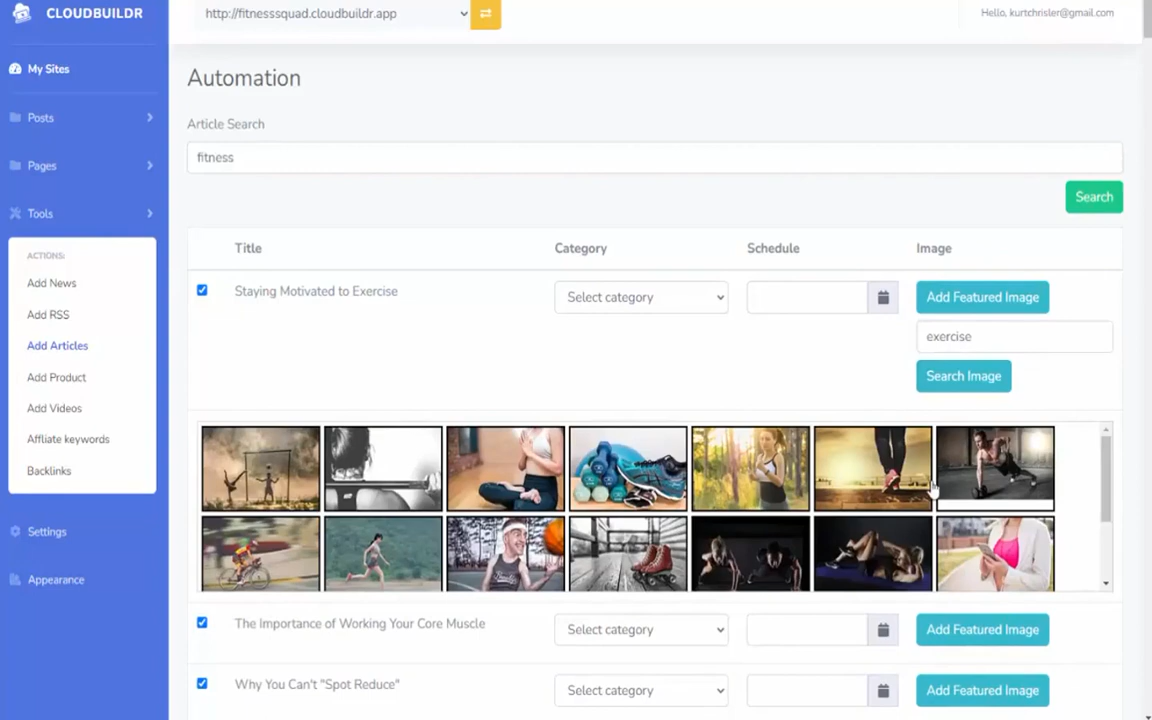 CLOUDBUILDR
http://fitnesssquad.cloudbuildr.app
Hello, kurtchrisler@gmail.com
My Sites
Posts
Pages
Tools
ACTIONS:
Add News
Add RSS
Add Articles
Add Product
Add Videos
Affliate keywords
Backlinks
Settings
Appearance
Automation
Article Search
fitness
Search
Title Category Schedule Image
Staying Motivated to Exercise Select category Add Featured Image
exercise
Search Image
The Importance of Working Your Core Muscle Select category Add Featured Image
Why You Can't "Spot Reduce" Select category Add Featured Image